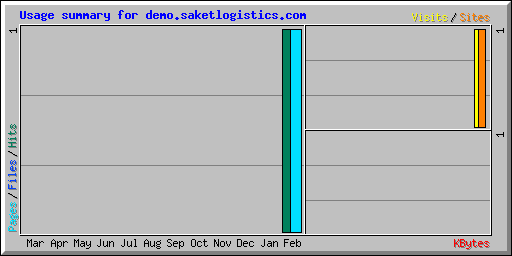 Usage summary for demo.saketlogistics.com
Visits/Sites
1
1
Pages/Files/Hits
1
Mar Apr May Jun Jul Aug Sep Oct Nov Dec Jan Feb
KBytes